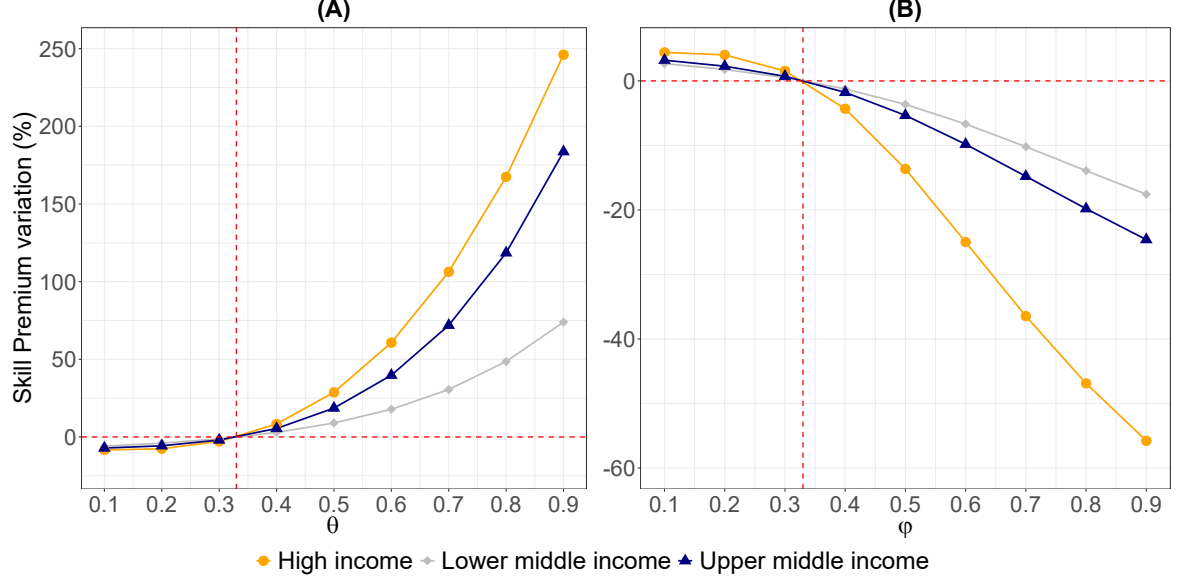 (A)
(B)
Skill Premium variation (%)
250
200
150
100
50
0
0.1 0.2 0.3 0.4 0.5 0.6 0.7 0.8 0.9
θ
0
-20
-40
-60
0.1 0.2 0.3 0.4 0.5 0.6 0.7 0.8 0.9
φ
High income Lower middle income Upper middle income